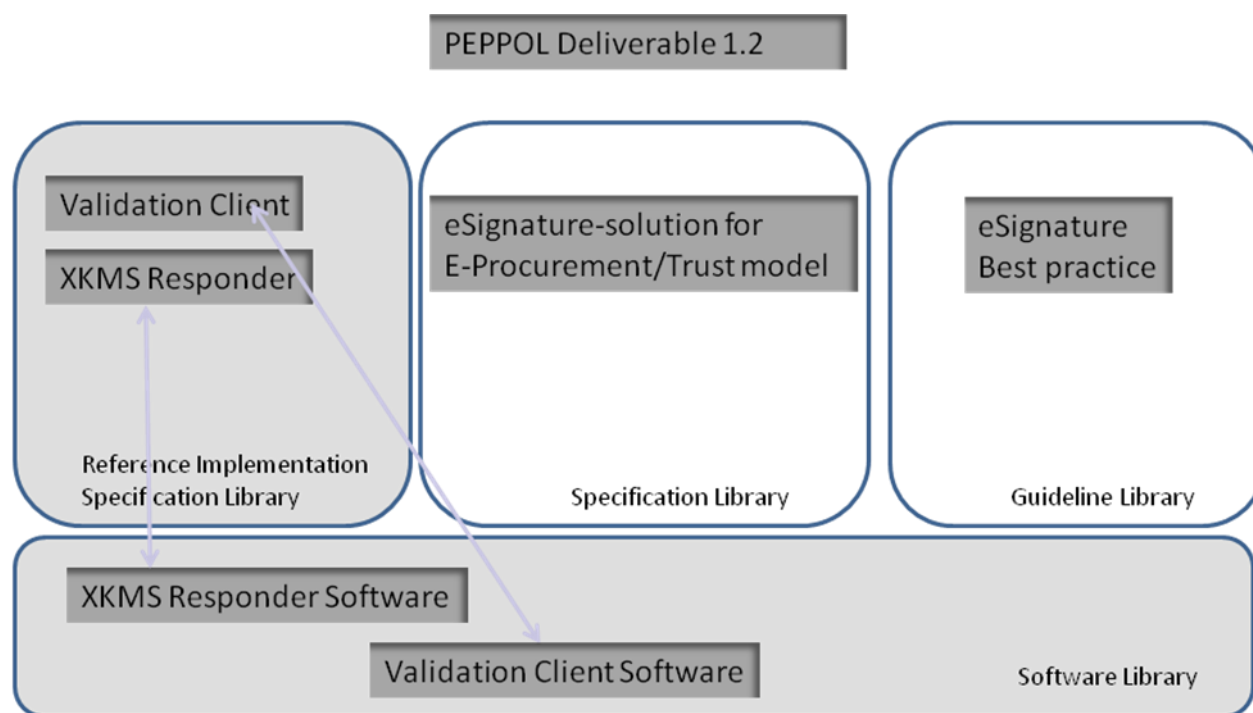 PEPPOL Deliverable 1.2
Validation Client
XKMS Responder
Reference Implementation
Specification Library
eSignature-solution for
E-Procurement/Trust model
Specification Library
eSignature
Best practice
Guideline Library
XKMS Responder Software
Validation Client Software
Software Library